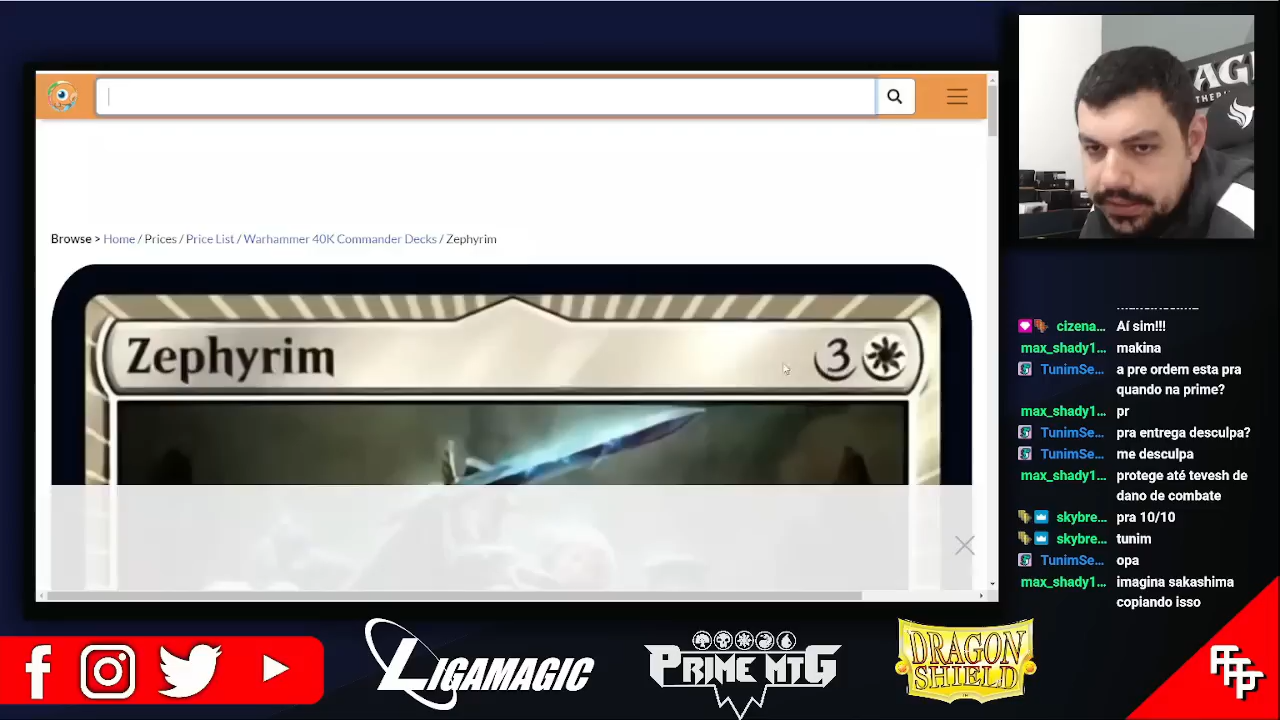 Browse > Home / Prices / Price List / Warhammer 40K Commander Decks / Zephyrim
Zephyrim 3
AGI
THEPI
cizena... Aí sim!!!
max_shady1... makina
TunimSe... a pre ordem esta pra
quando na prime?
max_shady1... pr
TunimSe... pra entrega desculpa?
TunimSe... me desculpa
max_shady1... protege até tevesh de
dano de combate
skybre... pra 10/10
skybre... tunim
TunimSe... opa
max_shady1... imagina sakashima
copiando isso
LIGAMAGIC
PRIME MTG
DRAGON
SHIELD